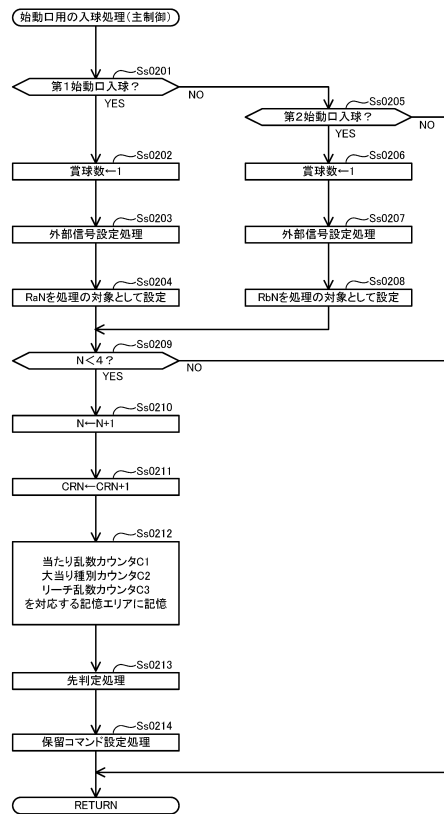 始動口用の入球処理(主制御)
Ss0201
第1始動口入球？
NO
YES
Ss0205
第2始動口入球？
NO
YES
Ss0202
賞球数←1
Ss0206
賞球数←1
Ss0203
外部信号設定処理
Ss0207
外部信号設定処理
Ss0204
RaNを処理の対象として設定
Ss0208
RbNを処理の対象として設定
Ss0209
N＜4？
NO
YES
Ss0210
N←N+1
Ss0211
CRN←CRN+1
Ss0212
当たり乱数カウンタC1
大当り種別カウンタC2
リーチ乱数カウンタC3
を対応する記憶エリアに記憶
Ss0213
先判定処理
Ss0214
保留コマンド設定処理
RETURN